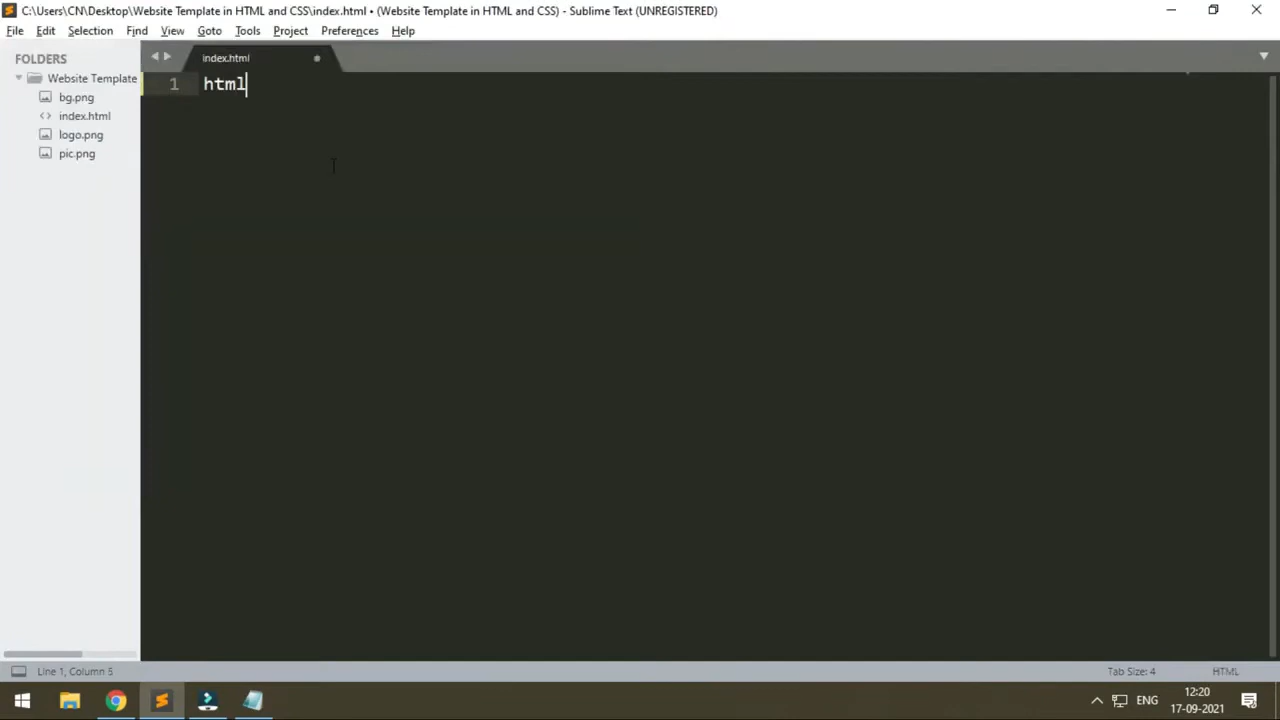 C:\Users\CN\Desktop\Website Template in HTML and CSS\index.html • (Website Template in HTML and CSS) - Sublime Text (UNREGISTERED)
File Edit Selection Find View Goto Tools Project Preferences Help
FOLDERS
index.html
Website Template
1 html
bg.png
index.html
logo.png
pic.png
Line 1, Column 5
Tab Size: 4
HTML
ENG
12:20
17-09-2021